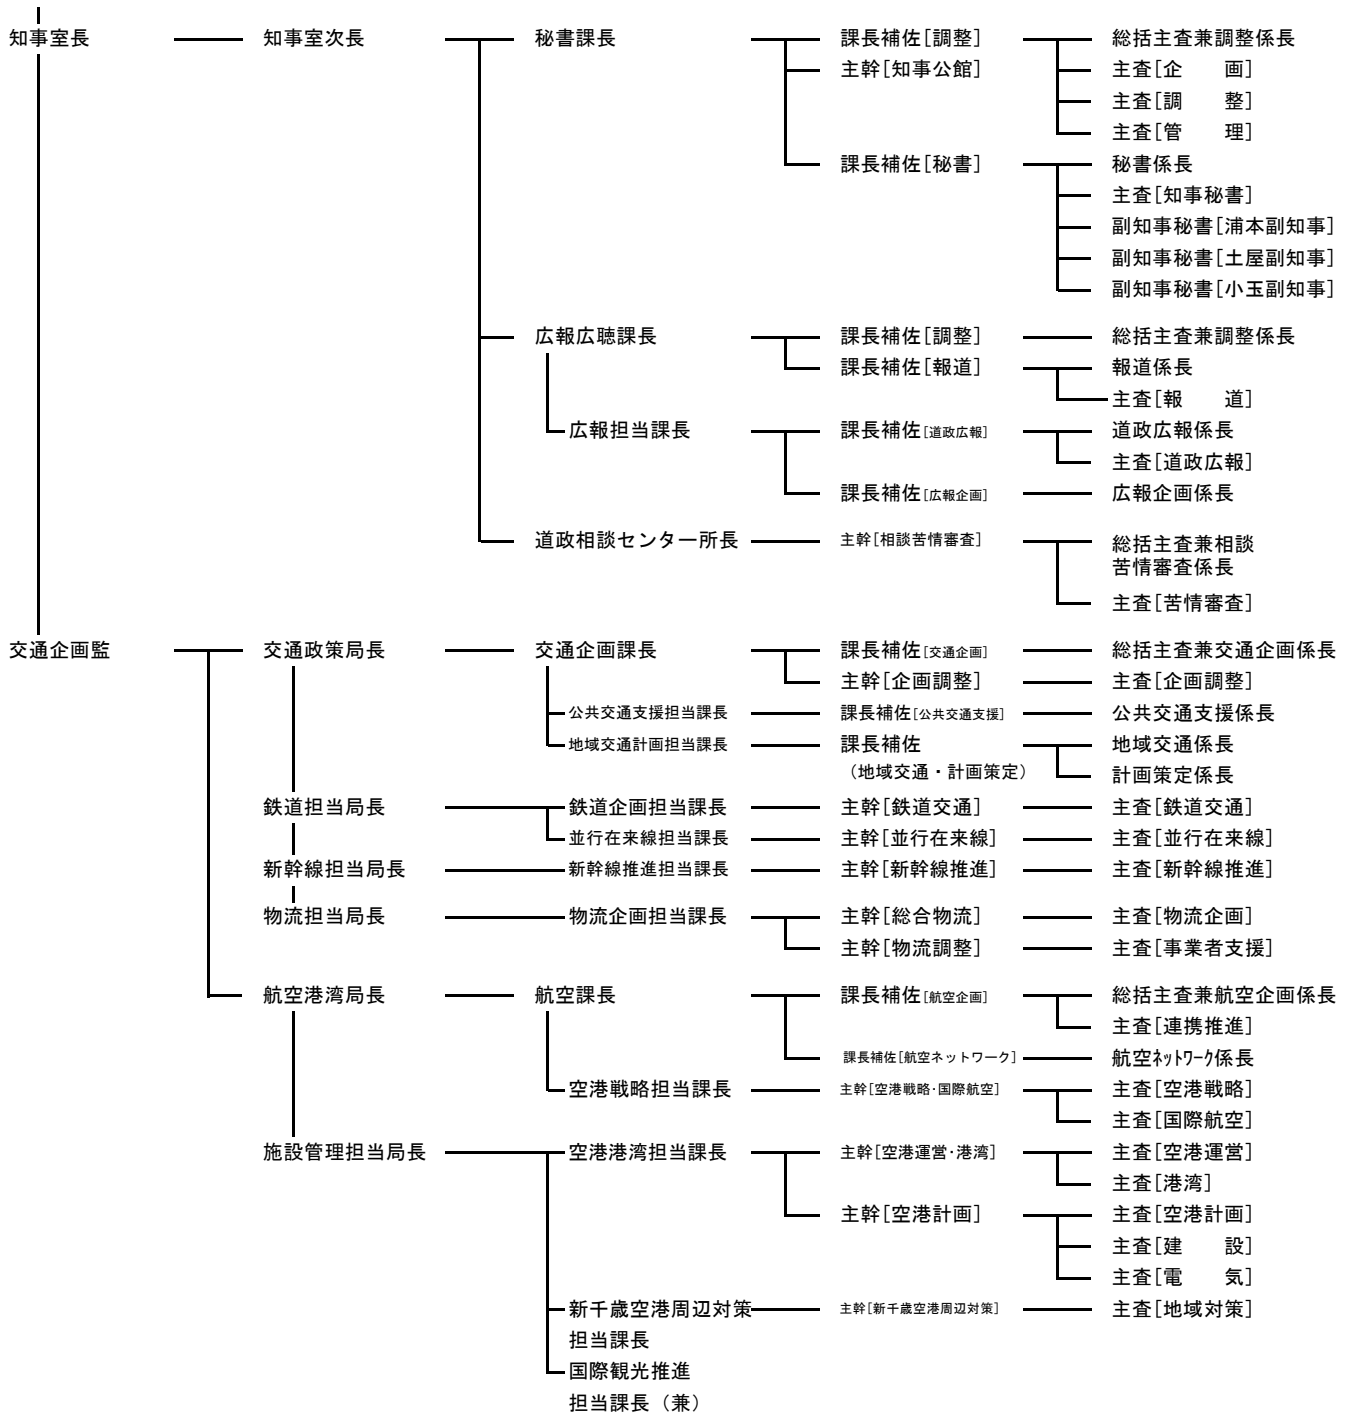 知事室長 知事室次長 秘書課長 課長補佐[調整] 総括主査兼調整係長
主幹[知事公館] 主査[企　画]
主査[調　整]
主査[管　理]
課長補佐[秘書] 秘書係長
主査[知事秘書]
副知事秘書[浦本副知事]
副知事秘書[土屋副知事]
副知事秘書[小玉副知事]
広報広聴課長 課長補佐[調整] 総括主査兼調整係長
課長補佐[報道] 報道係長
主査[報　道]
広報担当課長 課長補佐[道政広報] 道政広報係長
主査[道政広報]
課長補佐[広報企画] 広報企画係長
道政相談センター所長 主幹[相談苦情審査] 総括主査兼相談
苦情審査係長
主査[苦情審査]
交通企画監 交通政策局長 交通企画課長 課長補佐[交通企画] 総括主査兼交通企画係長
主幹[企画調整] 主査[企画調整]
公共交通支援担当課長 課長補佐[公共交通支援] 公共交通支援係長
地域交通計画担当課長 課長補佐 地域交通係長
（地域交通・計画策定） 計画策定係長
鉄道担当局長 鉄道企画担当課長 主幹[鉄道交通] 主査[鉄道交通]
並行在来線担当課長 主幹[並行在来線] 主査[並行在来線]
新幹線担当局長 新幹線推進担当課長 主幹[新幹線推進] 主査[新幹線推進]
物流担当局長 物流企画担当課長 主幹[総合物流] 主査[物流企画]
主幹[物流調整] 主査[事業者支援]
航空港湾局長 航空課長 課長補佐[航空企画] 総括主査兼航空企画係長
主査[連携推進]
課長補佐[航空ネットワーク] 航空ﾈｯﾄﾜｰｸ係長
空港戦略担当課長 主幹[空港戦略･国際航空] 主査[空港戦略]
主査[国際航空]
施設管理担当局長 空港港湾担当課長 主幹[空港運営･港湾] 主査[空港運営]
主査[港湾]
主幹[空港計画] 主査[空港計画]
主査[建　設]
主査[電　気]
新千歳空港周辺対策 主幹[新千歳空港周辺対策] 主査[地域対策]
担当課長
国際観光推進
担当課長（兼）